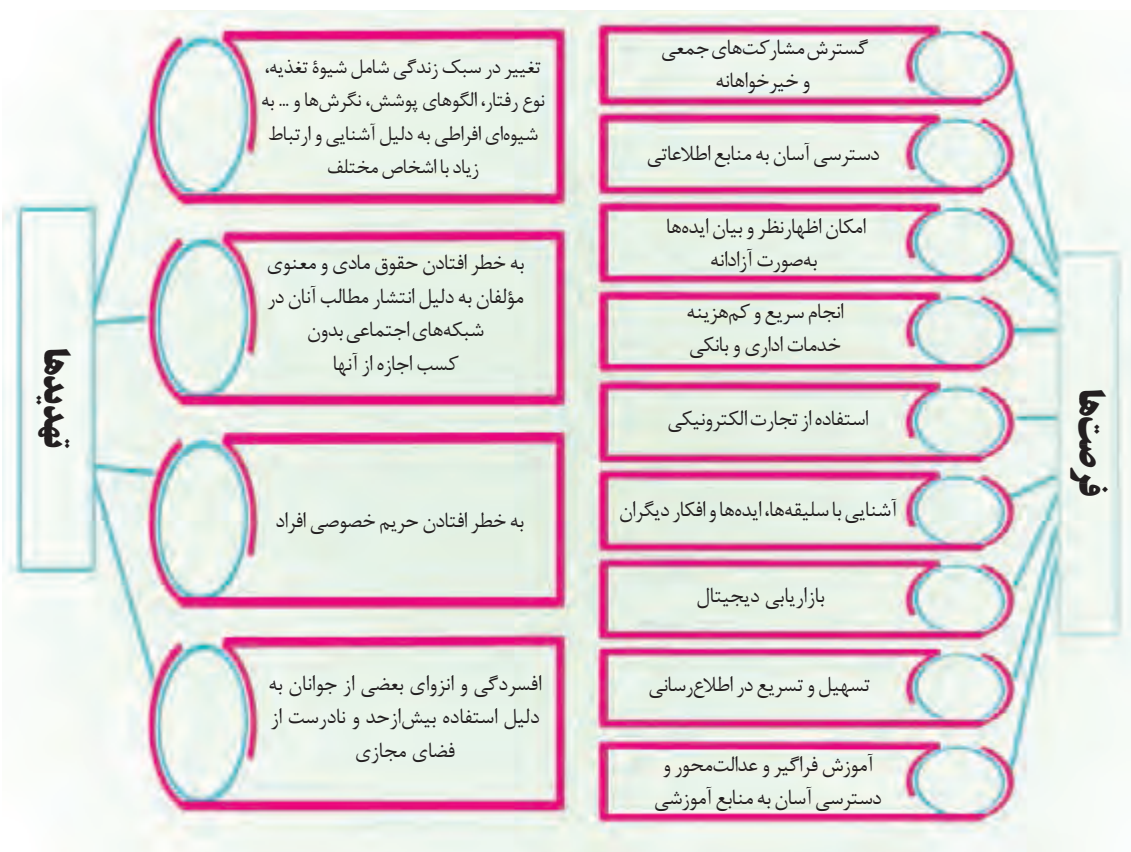 فرصت‌ها
گسترش مشارکت‌های جمعی
و خیرخواهانه
دسترسی آسان به منابع اطلاعاتی
امکان اظهارنظر و بیان ایده‌ها
به‌صورت آزادانه
انجام سریع و کم‌هزینه
خدمات اداری و بانکی
استفاده از تجارت الکترونیکی
آشنایی با سلیقه‌ها، ایده‌ها و افکار دیگران
بازاریابی دیجیتال
تسهیل و تسریع در اطلاع‌رسانی
آموزش فراگیر و عدالت‌محور و
دسترسی آسان به منابع آموزشی
تهدیدها
تغییر در سبک زندگی شامل شیوهٔ تغذیه،
نوع رفتار، الگوهای پوشش، نگرش‌ها و ... به
شیوه‌ای افراطی به دلیل آشنایی و ارتباط
زیاد با اشخاص مختلف
به خطر افتادن حقوق مادی و معنوی
مؤلفان به دلیل انتشار مطالب آنان در
شبکه‌های اجتماعی بدون
کسب اجازه از آنها
به خطر افتادن حریم خصوصی افراد
افسردگی و انزوای بعضی از جوانان به
دلیل استفاده بیش‌ازحد و نادرست از
فضای مجازی